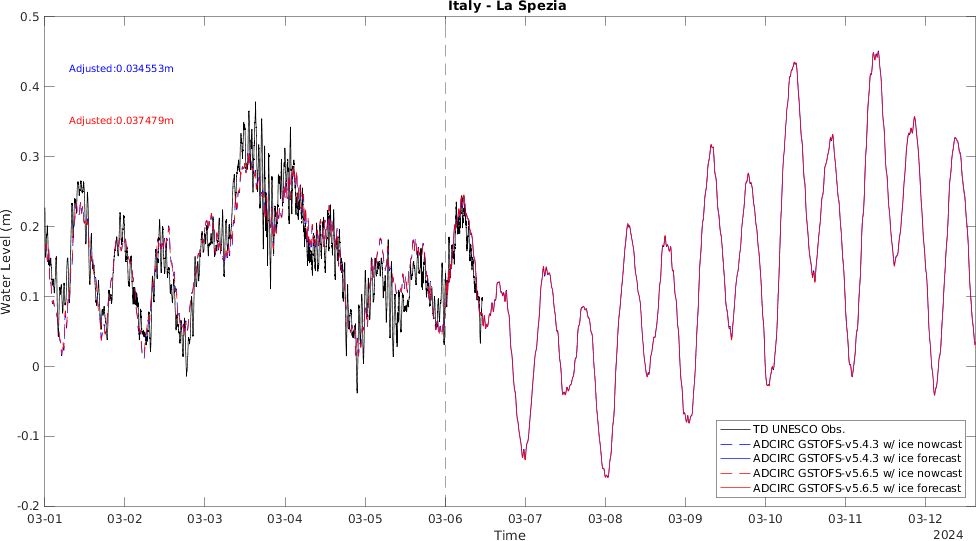 Italy - La Spezia
Adjusted:0.034553m
Adjusted:0.037479m
Water Level (m)
0.5
0.4
0.3
0.2
0.1
0
-0.1
-0.2
TD UNESCO Obs.
ADCIRC GSTOFS-v5.4.3 w/ ice nowcast
ADCIRC GSTOFS-v5.4.3 w/ ice forecast
ADCIRC GSTOFS-v5.6.5 w/ ice nowcast
ADCIRC GSTOFS-v5.6.5 w/ ice forecast
03-01 03-02 03-03 03-04 03-05 03-06 03-07 03-08 03-09 03-10 03-11 03-12
Time
2024